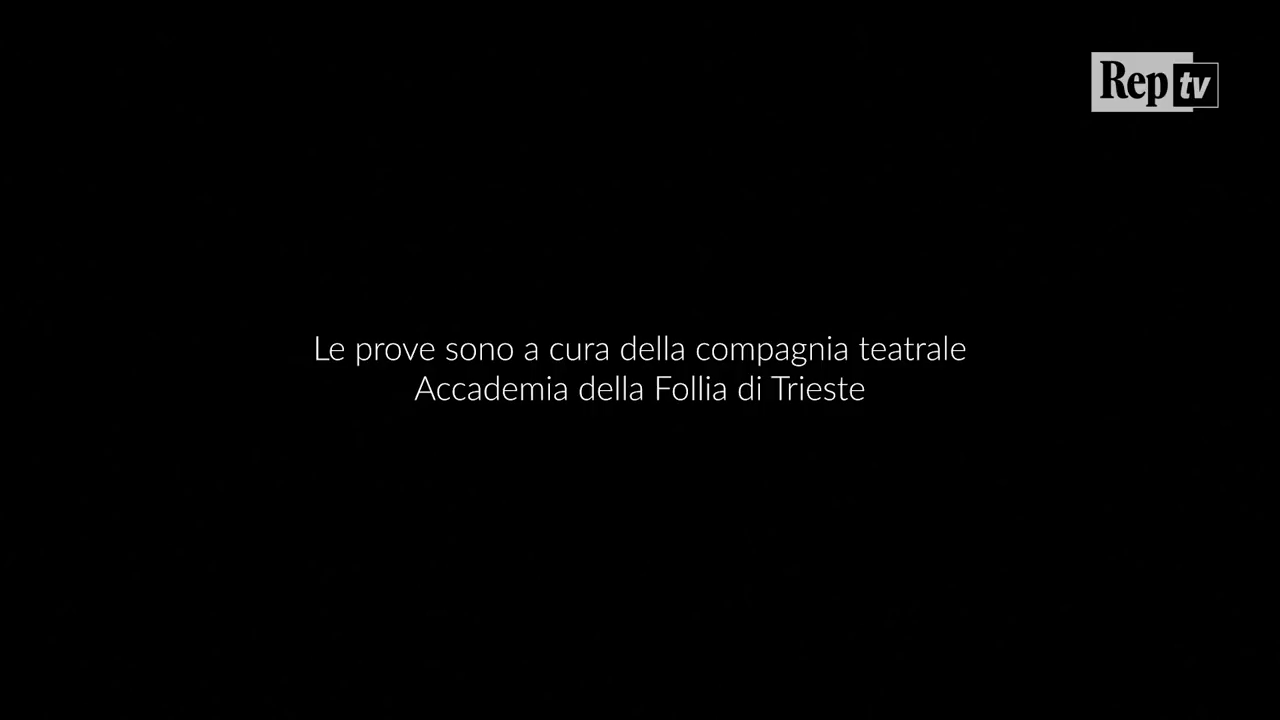 Rep tv
Le prove sono a cura della compagnia teatrale
Accademia della Follia di Trieste